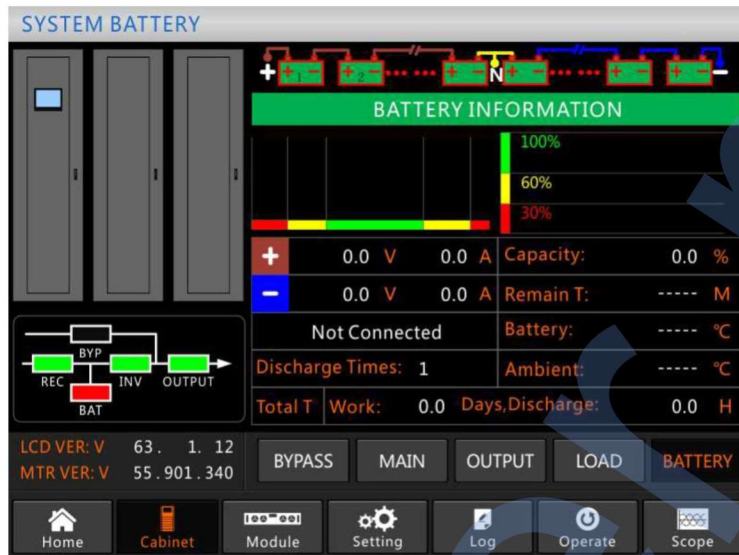 SYSTEM BATTERY
+ + 1 - + 2 - + - N + - + - + - -
BATTERY INFORMATION
100%
60%
30%
+ 0.0 V 0.0 A Capacity: 0.0 %
- 0.0 V 0.0 A Remain T: ----- M
Not Connected Battery: ----- ℃
Discharge Times: 1 Ambient: ----- ℃
Total T Work: 0.0 Days,Discharge: 0.0 H
BYP
REC INV OUTPUT
BAT
LCD VER: V 63. 1. 12
MTR VER: V 55.901.340
BYPASS MAIN OUTPUT LOAD BATTERY
Home Cabinet Module Setting Log Operate Scope